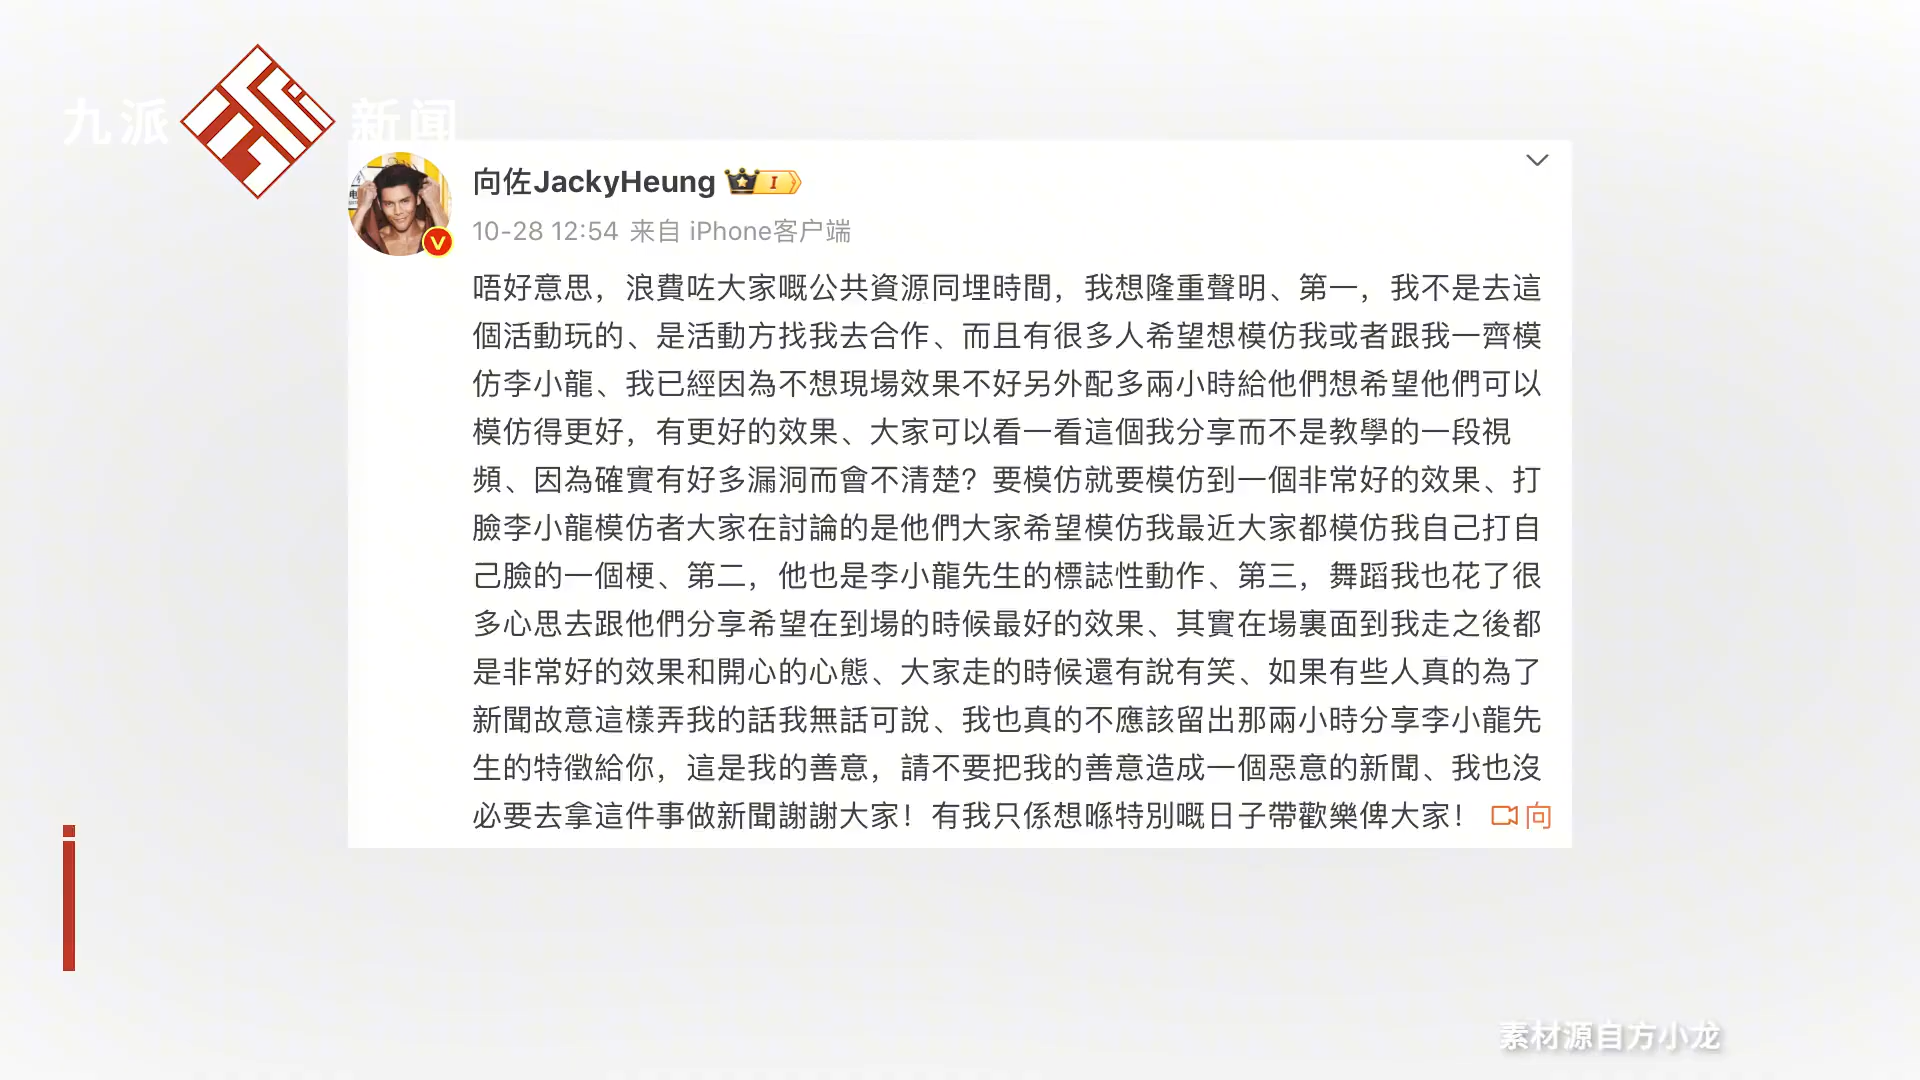 九派 新闻
向佐JackyHeung I
10-28 12:54 来自 iPhone客户端
唔好意思，浪費咗大家嘅公共資源同埋時間，我想隆重聲明、第一，我不是去這
個活動玩的、是活動方找我去合作、而且有很多人希望想模仿我或者跟我一齊模
仿李小龍、我已經因為不想現場效果不好另外配多兩小時給他們想希望他們可以
模仿得更好，有更好的效果、大家可以看一看這個我分享而不是教學的一段視
頻、因為確實有好多漏洞而會不清楚？要模仿就要模仿到一個非常好的效果、打
臉李小龍模仿者大家在討論的是他們大家希望模仿我最近大家都模仿我自己打自
己臉的一個梗、第二，他也是李小龍先生的標誌性動作、第三，舞蹈我也花了很
多心思去跟他們分享希望在到場的時候最好的效果、其實在場裏面到我走之後都
是非常好的效果和開心的心態、大家走的時候還有說有笑、如果有些人真的為了
新聞故意這樣弄我的話我無話可說、我也真的不應該留出那兩小時分享李小龍先
生的特徵給你，這是我的善意，請不要把我的善意造成一個惡意的新聞、我也沒
必要去拿這件事做新聞謝謝大家！有我只係想喺特別嘅日子帶歡樂俾大家！ 向
素材源自方小龙